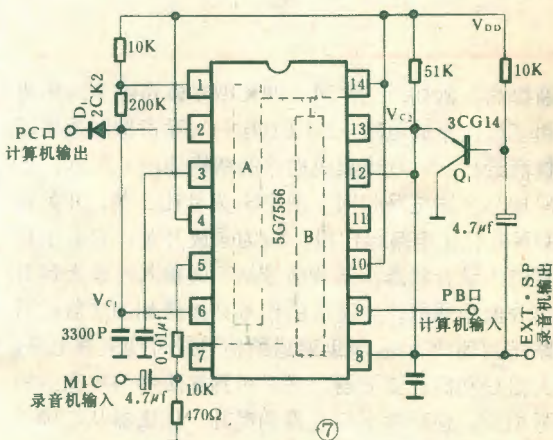 V_DD
10K
51K
10K
200K
D₁
2CK2
PC口
计算机输出
1
2
3
4
5
6
7
14
13
12
11
10
9
8
A
B
5G7556
V_C2
3CG14
Q₁
4.7μf
V_C1
3300P
0.01μf
PB口
计算机输入
EXT·SP
录音机输出
MIC
录音机输入
4.7μf
10K
470Ω
⑦